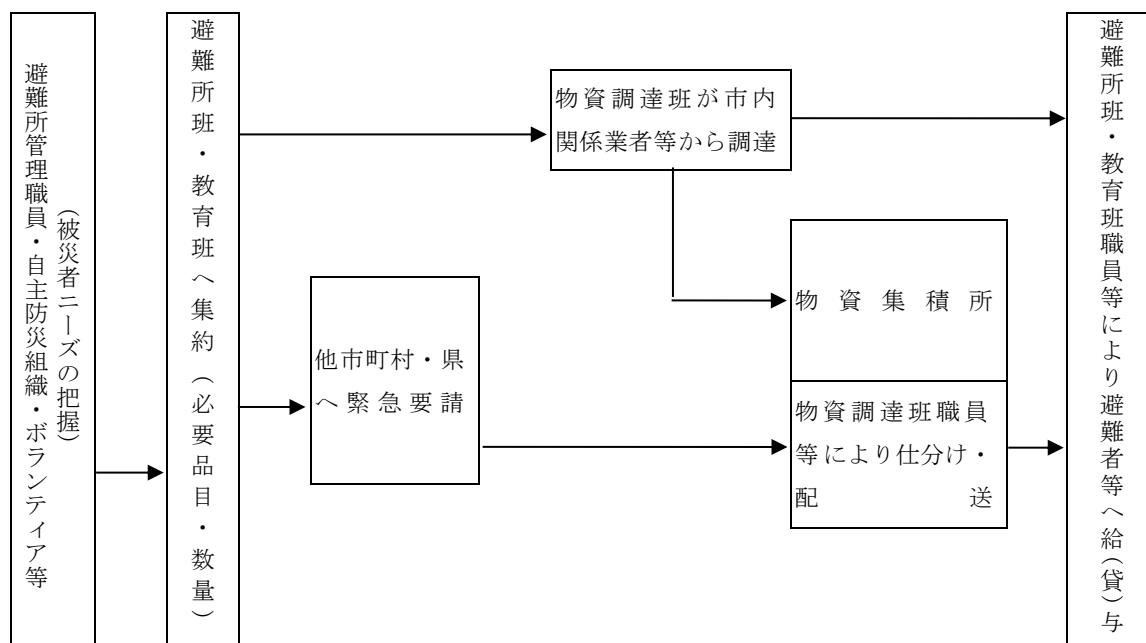 避難所管理職員・自主防災組織・ボランティア等
(被災者ニーズの把握)
避難所班・教育班へ集約(必要品目・数量)
物資調達班が市内
関係業者等から調達
他市町村・県
へ緊急要請
物資集積所
物資調達班職員
等により仕分け・
配送
避難所班・教育班職員等により避難者等へ給(貸)与